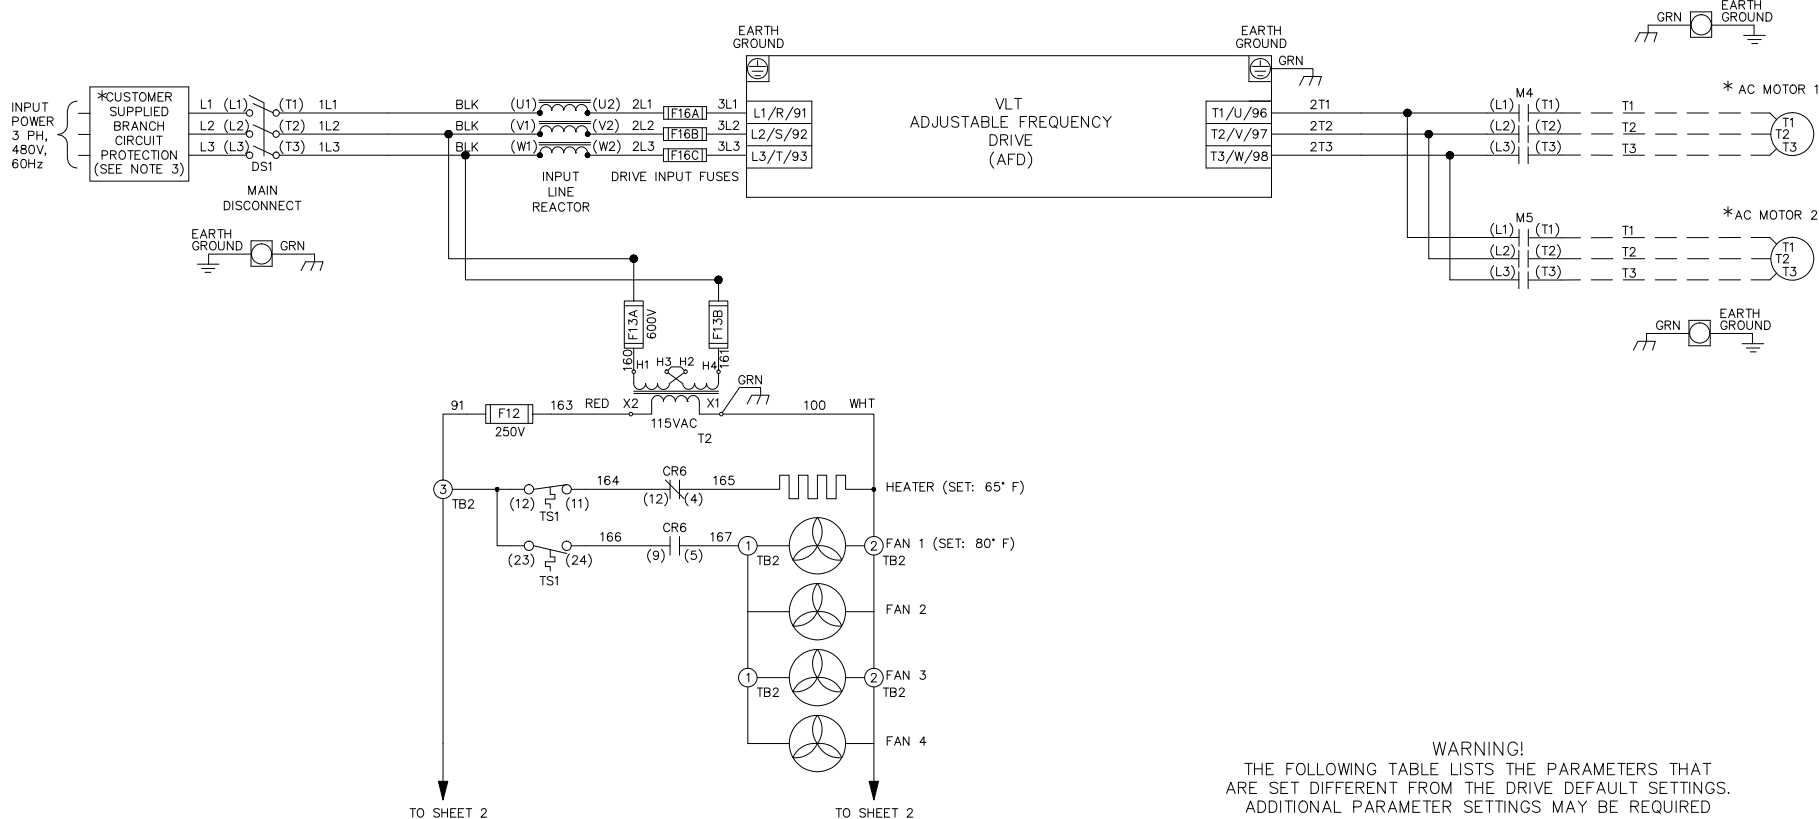 EARTH
GROUND
EARTH
GROUND
GRN
GRN
EARTH
GROUND
INPUT
POWER
3 PH,
480V,
60Hz
*CUSTOMER
SUPPLIED
BRANCH
CIRCUIT
PROTECTION
(SEE NOTE 3)
L1 (L1) (T1) 1L1 BLK (U1) (U2) 2L1 F16A 3L1 L1/R/91
L2 (L2) (T2) 1L2 BLK (V1) (V2) 2L2 F16B 3L2 L2/S/92
L3 (L3) (T3) 1L3 BLK (W1) (W2) 2L3 F16C 3L3 L3/T/93
DS1
MAIN
DISCONNECT
INPUT
LINE
REACTOR
DRIVE INPUT FUSES
VLT
ADJUSTABLE FREQUENCY
DRIVE
(AFD)
T1/U/96 2T1 (L1) M4 (T1) T1
T2/V/97 2T2 (L2) (T2) T2
T3/W/98 2T3 (L3) (T3) T3
* AC MOTOR 1
T1
T2
T3
M5
(L1) (T1) T1
(L2) (T2) T2
(L3) (T3) T3
*AC MOTOR 2
T1
T2
T3
EARTH
GROUND
GRN
GRN
EARTH
GROUND
F13A
600V
F13B
160
161
H1 H3 H2 H4
GRN
91 F12 163 RED X2 X1 100 WHT
250V
115VAC
T2
3
TB2
(12) (11)
TS1
164
CR6
(12) (4)
165
HEATER (SET: 65° F)
(23) (24)
TS1
166
CR6
(9) (5)
167
1
TB2
2
TB2
FAN 1 (SET: 80° F)
FAN 2
1
TB2
2
TB2
FAN 3
FAN 4
TO SHEET 2
TO SHEET 2
WARNING!
THE FOLLOWING TABLE LISTS THE PARAMETERS THAT
ARE SET DIFFERENT FROM THE DRIVE DEFAULT SETTINGS.
ADDITIONAL PARAMETER SETTINGS MAY BE REQUIRED